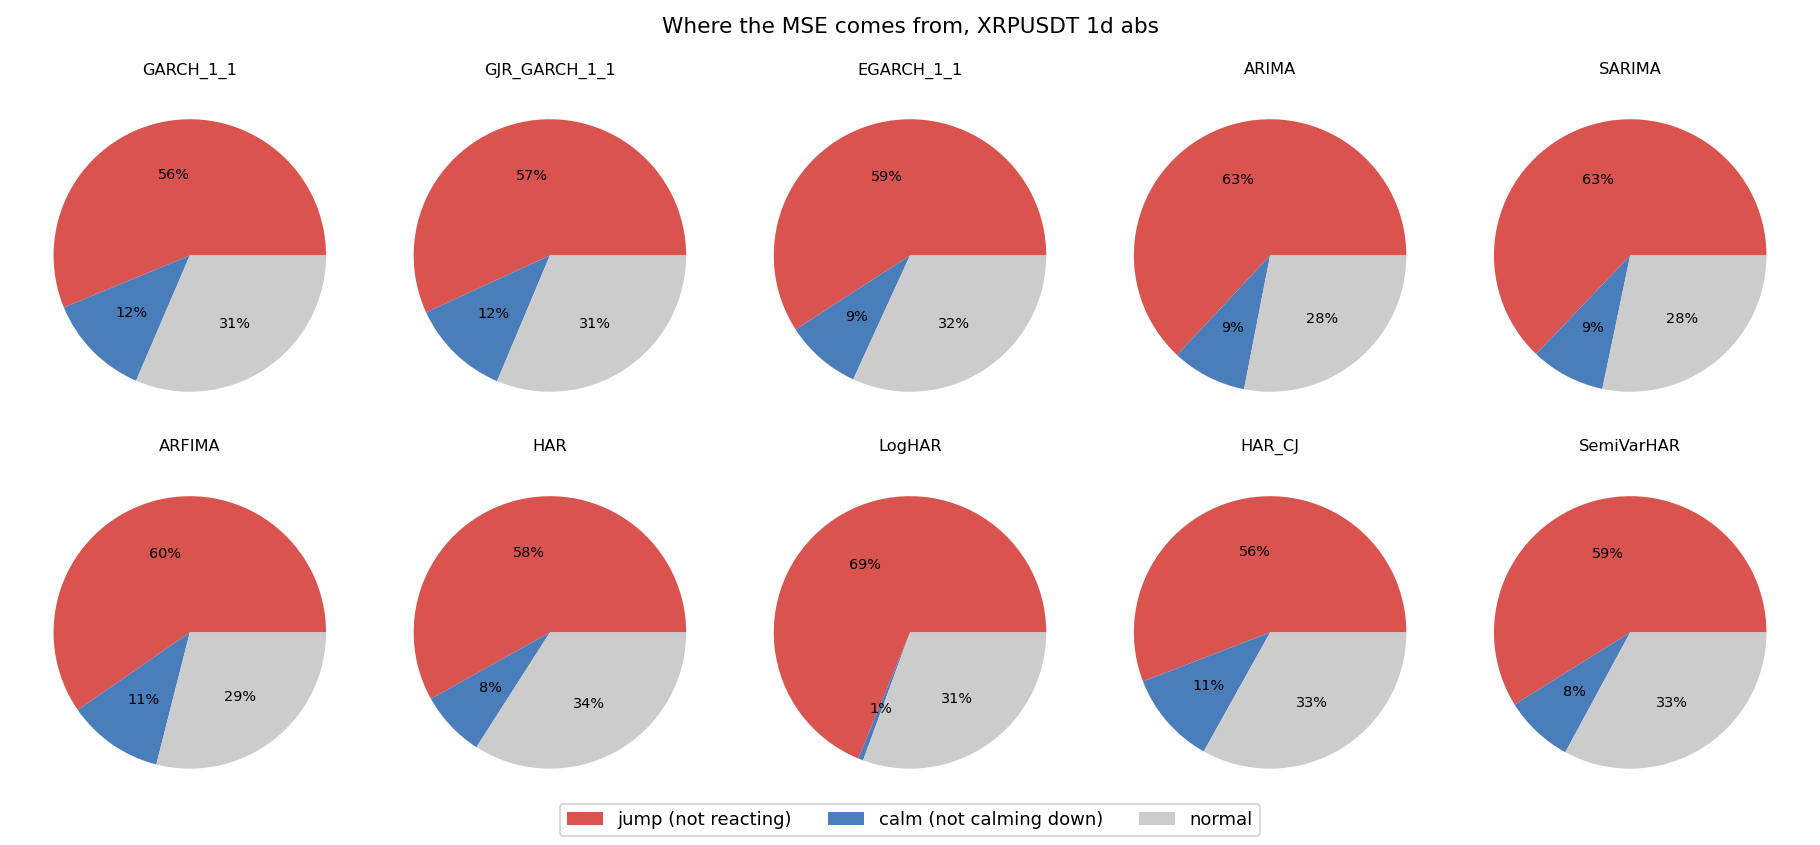 Where the MSE comes from, XRPUSDT 1d abs
GARCH_1_1
GJR_GARCH_1_1
EGARCH_1_1
ARIMA
SARIMA
56%
12%
31%
57%
12%
31%
59%
9%
32%
63%
9%
28%
63%
9%
28%
ARFIMA
HAR
LogHAR
HAR_CJ
SemiVarHAR
60%
11%
29%
58%
8%
34%
69%
1%
31%
56%
11%
33%
59%
8%
33%
jump (not reacting)
calm (not calming down)
normal